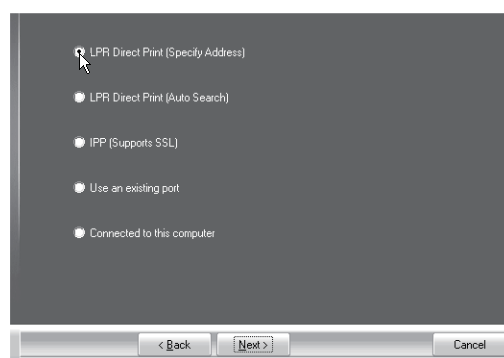 LPR Direct Print (Specify Address)
LPR Direct Print (Auto Search)
IPP (Supports SSL)
Use an existing port
Connected to this computer
< Back Next > Cancel